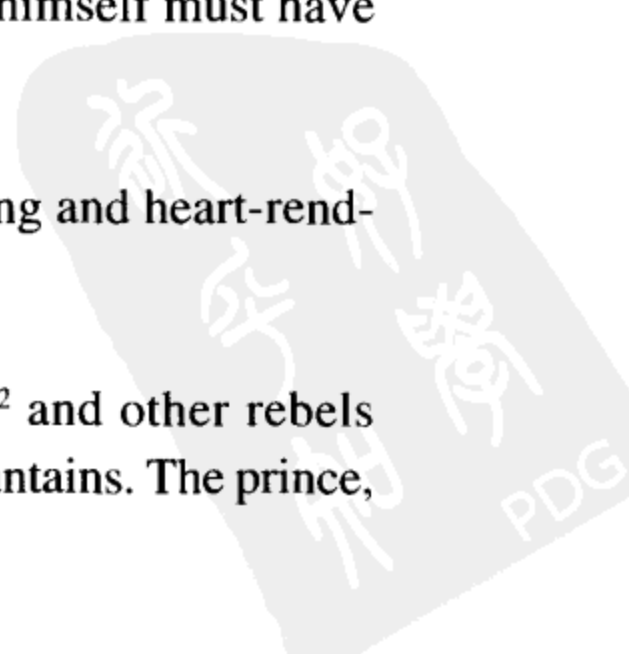 himself must have
ng and heart-rend-
² and other rebels
ntains. The prince,
PDG